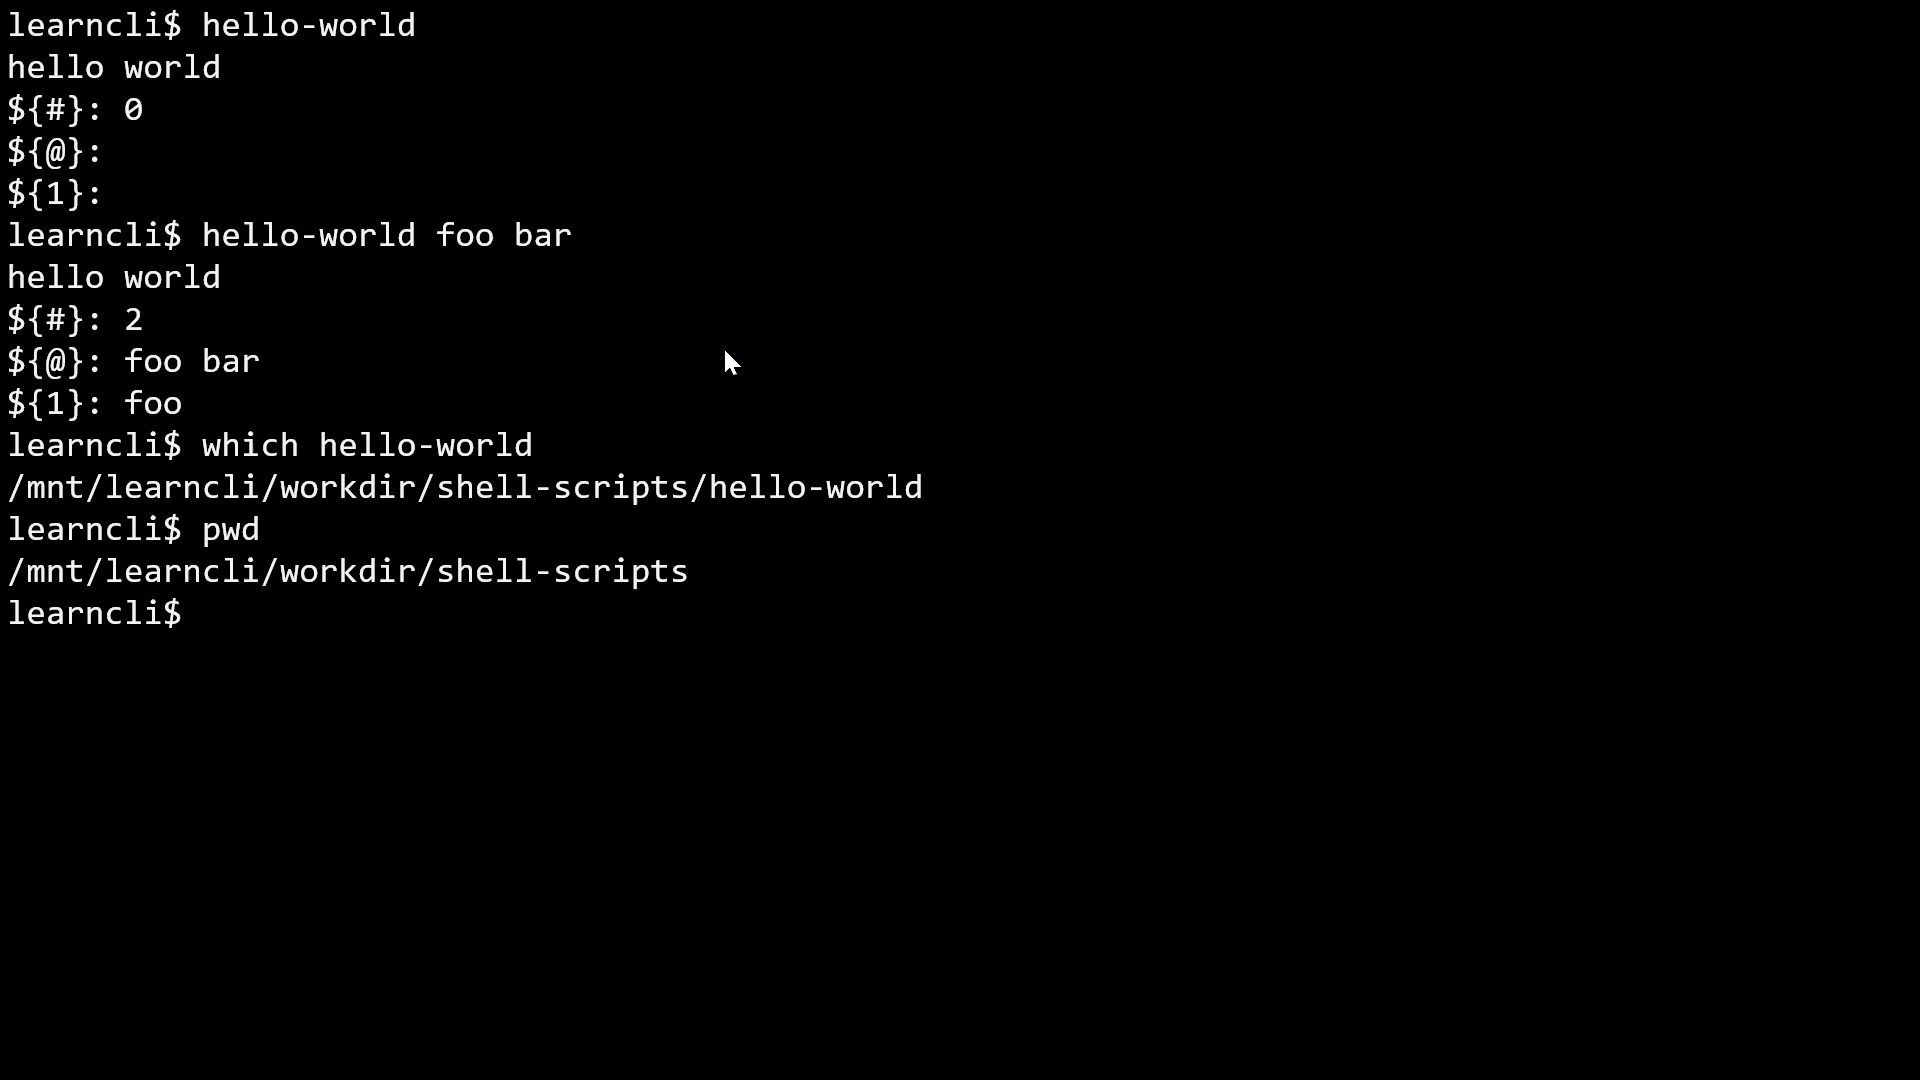 learncli$ hello-world
hello world
${#}: 0
${@}:
${1}:
learncli$ hello-world foo bar
hello world
${#}: 2
${@}: foo bar
${1}: foo
learncli$ which hello-world
/mnt/learncli/workdir/shell-scripts/hello-world
learncli$ pwd
/mnt/learncli/workdir/shell-scripts
learncli$